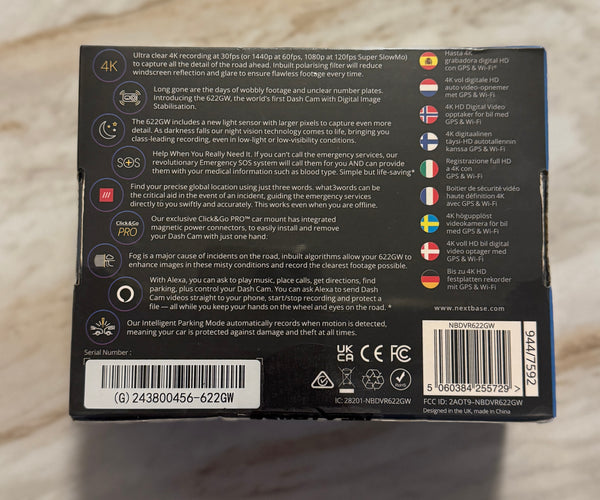 4K
Ultra clear 4K recording at 30fps (or 1440p at 60fps, 1080p at 120fps Super SlowMo)
to capture all the detail of the road ahead. Inbuilt polarising filter will reduce
windscreen reflection and glare to ensure flawless footage every time.
Long gone are the days of wobbly footage and unclear number plates.
Introducing the 622GW, the world's first Dash Cam with Digital Image
Stabilisation.
The 622GW includes a new light sensor with larger pixels to capture even more
detail. As darkness falls our night vision technology comes to life, bringing you
class-leading recording, even in low-light or low-visibility conditions.
SOS
Help When You Really Need It. If you can't call the emergency services, our
revolutionary Emergency SOS system will call them for you AND can provide
them with your medical information such as blood type. Simple but life-saving*
///
Find your precise global location using just three words. what3words can be
the critical aid in the event of an incident, guiding the emergency services
directly to you swiftly and accurately. This works even when you are offline.
Click&Go
PRO™
Our exclusive Click&Go PRO™ car mount has integrated
magnetic power connectors, to easily install and remove
your Dash Cam with just one hand.
Fog is a major cause of incidents on the road, inbuilt algorithms allow your 622GW to
enhance images in these misty conditions and record the clearest footage possible.
With Alexa, you can ask to play music, place calls, get directions, find
parking, plus control your Dash Cam. You can ask Alexa to send Dash
Cam videos straight to your phone, start/stop recording and protect a
file — all while you keep your hands on the wheel and eyes on the road. *
Our Intelligent Parking Mode automatically records when motion is detected,
meaning your car is protected against damage and theft at all times.
Hasta 4K
grabadora digital HD
con GPS & Wi-Fi®
4K vol digitale HD
auto video-opnemer
met GPS & Wi-Fi
4K HD Digital Video
opptaker for bil med
GPS & Wi-Fi
4K digitaalinen
täysi-HD autotallennin
kanssa GPS & Wi-Fi
Registrazione full HD
a 4K con
GPS & Wi-Fi
Boitier de sécurité vidéo
haute définition 4K
avec GPS & Wi-Fi
4K högupplöst
videokamera för bil
med GPS & Wi-Fi
4K voll HD bil digital
video optager med
GPS & Wi-Fi
Bis zu 4K HD
festplatten rekorder
mit GPS & Wi-Fi
www.nextbase.com
Serial Number :
(G)243800456-622GW
UK
CA
CE
FC
RoHS
IC: 28201-NBDVR622GW
NBDVR622GW
5 060384 255729 >
944/7592
FCC ID: 2AOT9-NBDVR622GW
Designed in the UK, made in China